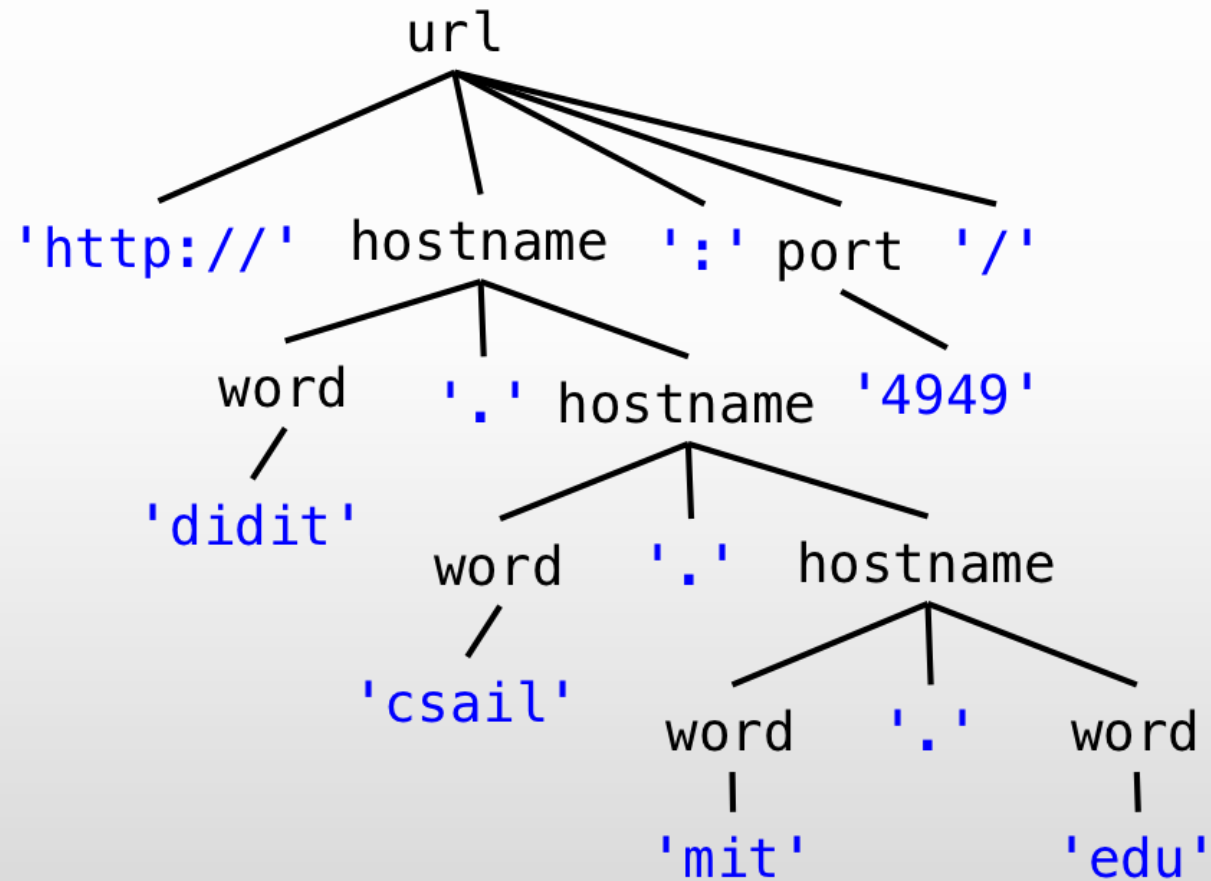 url
'http://' hostname ':' port '/'
word '.' hostname '4949'
'didit'
word '.' hostname
'csail'
word '.' word
'mit' 'edu'